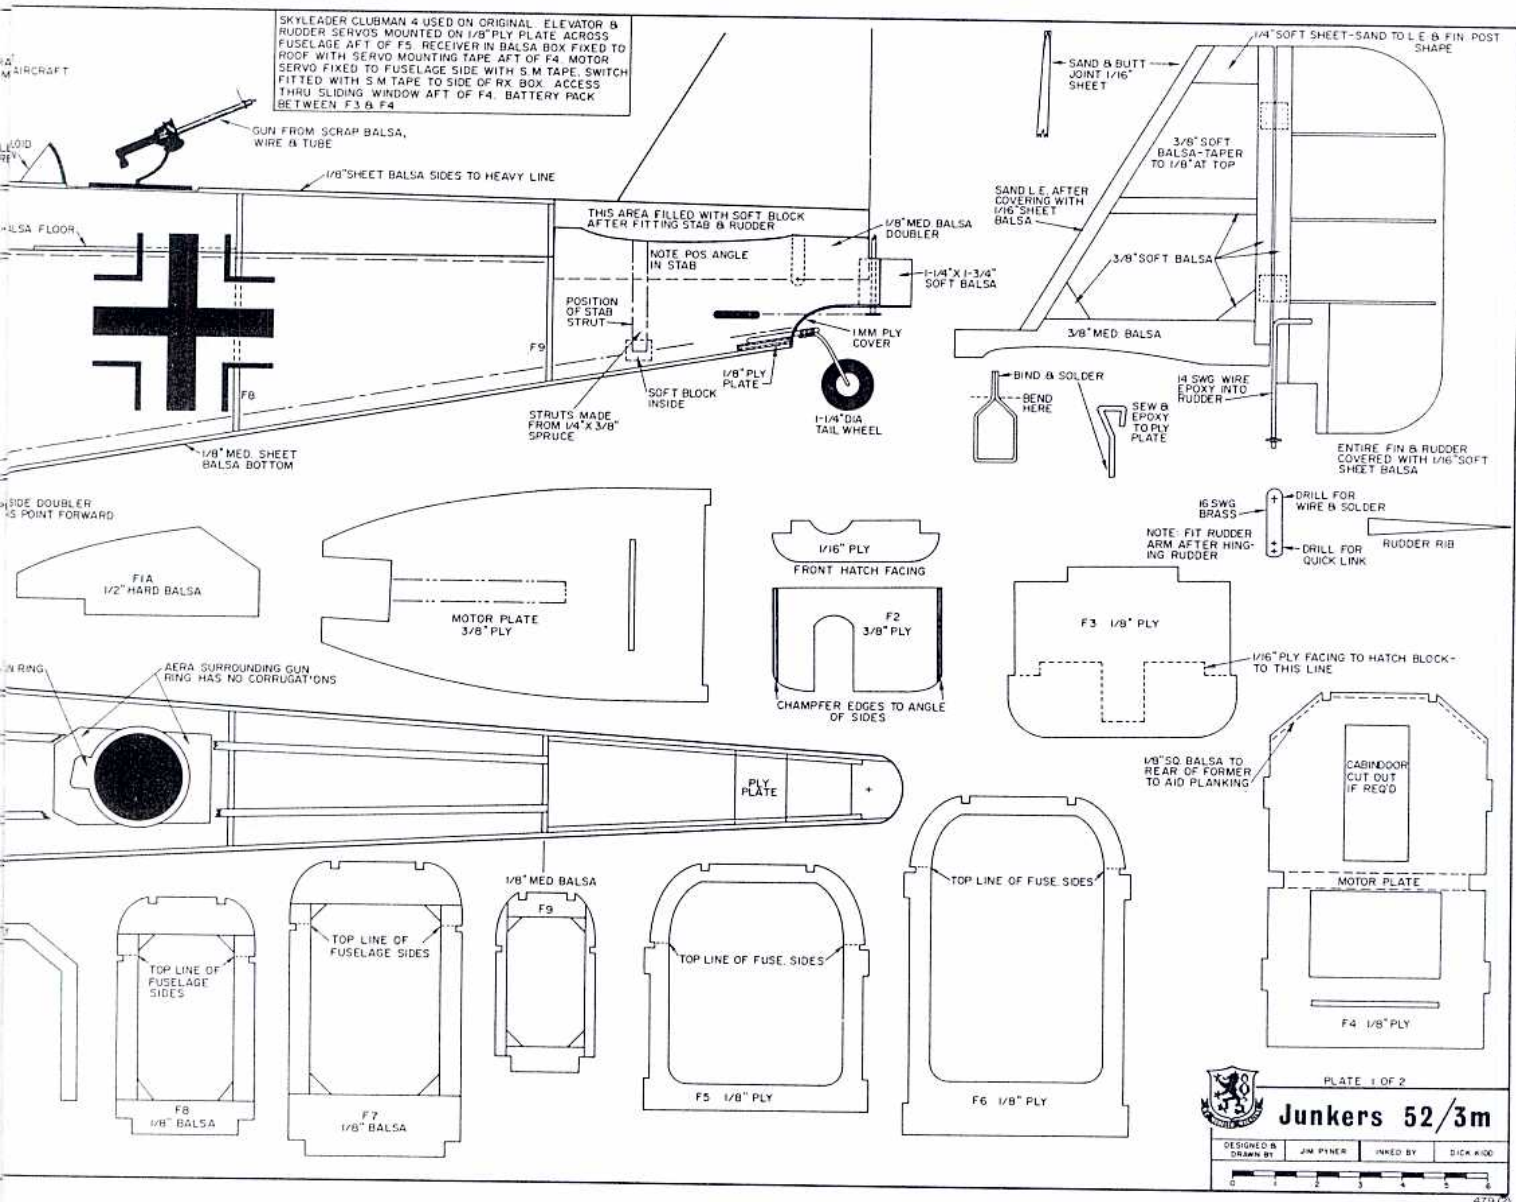 SKYLEADER CLUBMAN 4 USED ON ORIGINAL. ELEVATOR &
RUDDER SERVOS MOUNTED ON 1/8" PLY PLATE ACROSS
FUSELAGE AFT OF F5. RECEIVER IN BALSA BOX FIXED TO
ROOF WITH SERVO MOUNTING TAPE AFT OF F4. MOTOR
SERVO FIXED TO FUSELAGE SIDE WITH S.M TAPE. SWITCH
FITTED WITH S.M TAPE TO SIDE OF RX. BOX. ACCESS
THRU SLIDING WINDOW AFT OF F4. BATTERY PACK
BETWEEN F3 & F4
AIRCRAFT
GUN FROM SCRAP BALSA,
WIRE & TUBE
1/8" SHEET BALSA SIDES TO HEAVY LINE
FLOOR
F8
1/8" MED. SHEET
BALSA BOTTOM
THIS AREA FILLED WITH SOFT BLOCK
AFTER FITTING STAB & RUDDER
NOTE POS. ANGLE
IN STAB
1/8" MED. BALSA
DOUBLER
1-1/4" X 1-3/4"
SOFT BALSA
POSITION
OF STAB
STRUT
F9
1MM PLY
COVER
1/8" PLY
PLATE
SOFT BLOCK
INSIDE
STRUTS MADE
FROM 1/4" X 3/8"
SPRUCE
1-1/4" DIA
TAIL WHEEL
SAND & BUTT
JOINT 1/16"
SHEET
1/4" SOFT SHEET-SAND TO L.E & FIN POST
SHAPE
3/8" SOFT
BALSA-TAPER
TO 1/8" AT TOP
SAND L.E. AFTER
COVERING WITH
1/16" SHEET
BALSA
3/8" SOFT BALSA
3/8" MED. BALSA
BIND & SOLDER
BEND
HERE
SEW &
EPOXY
TO PLY
PLATE
14 SWG WIRE
EPOXY INTO
RUDDER
ENTIRE FIN & RUDDER
COVERED WITH 1/16" SOFT
SHEET BALSA
16 SWG
BRASS
DRILL FOR
WIRE & SOLDER
NOTE: FIT RUDDER
ARM AFTER HING-
ING RUDDER
DRILL FOR
QUICK LINK
RUDDER RIB
SIDE DOUBLER
POINT FORWARD
F1A
1/2" HARD BALSA
MOTOR PLATE
3/8" PLY
1/16" PLY
FRONT HATCH FACING
F2
3/8" PLY
CHAMPFER EDGES TO ANGLE
OF SIDES
F3 1/8" PLY
1/16" PLY FACING TO HATCH BLOCK-
TO THIS LINE
RING
AERA SURROUNDING GUN
RING HAS NO CORRUGATIONS
PLY
PLATE
1/8" SQ. BALSA TO
REAR OF FORMER
TO AID PLANKING
CABINDOOR
CUT OUT
IF REQ'D
MOTOR PLATE
F4 1/8" PLY
TOP LINE OF
FUSELAGE
SIDES
F8
1/8" BALSA
TOP LINE OF
FUSELAGE SIDES
F7
1/8" BALSA
1/8" MED. BALSA
F9
TOP LINE OF FUSE. SIDES
F5 1/8" PLY
TOP LINE OF FUSE. SIDES
F6 1/8" PLY
PLATE 1 OF 2
Junkers 52/3m
DESIGNED &
DRAWN BY
JIM PYNER
INKED BY
DICK KIDD
0 1 2 3 4 5 6